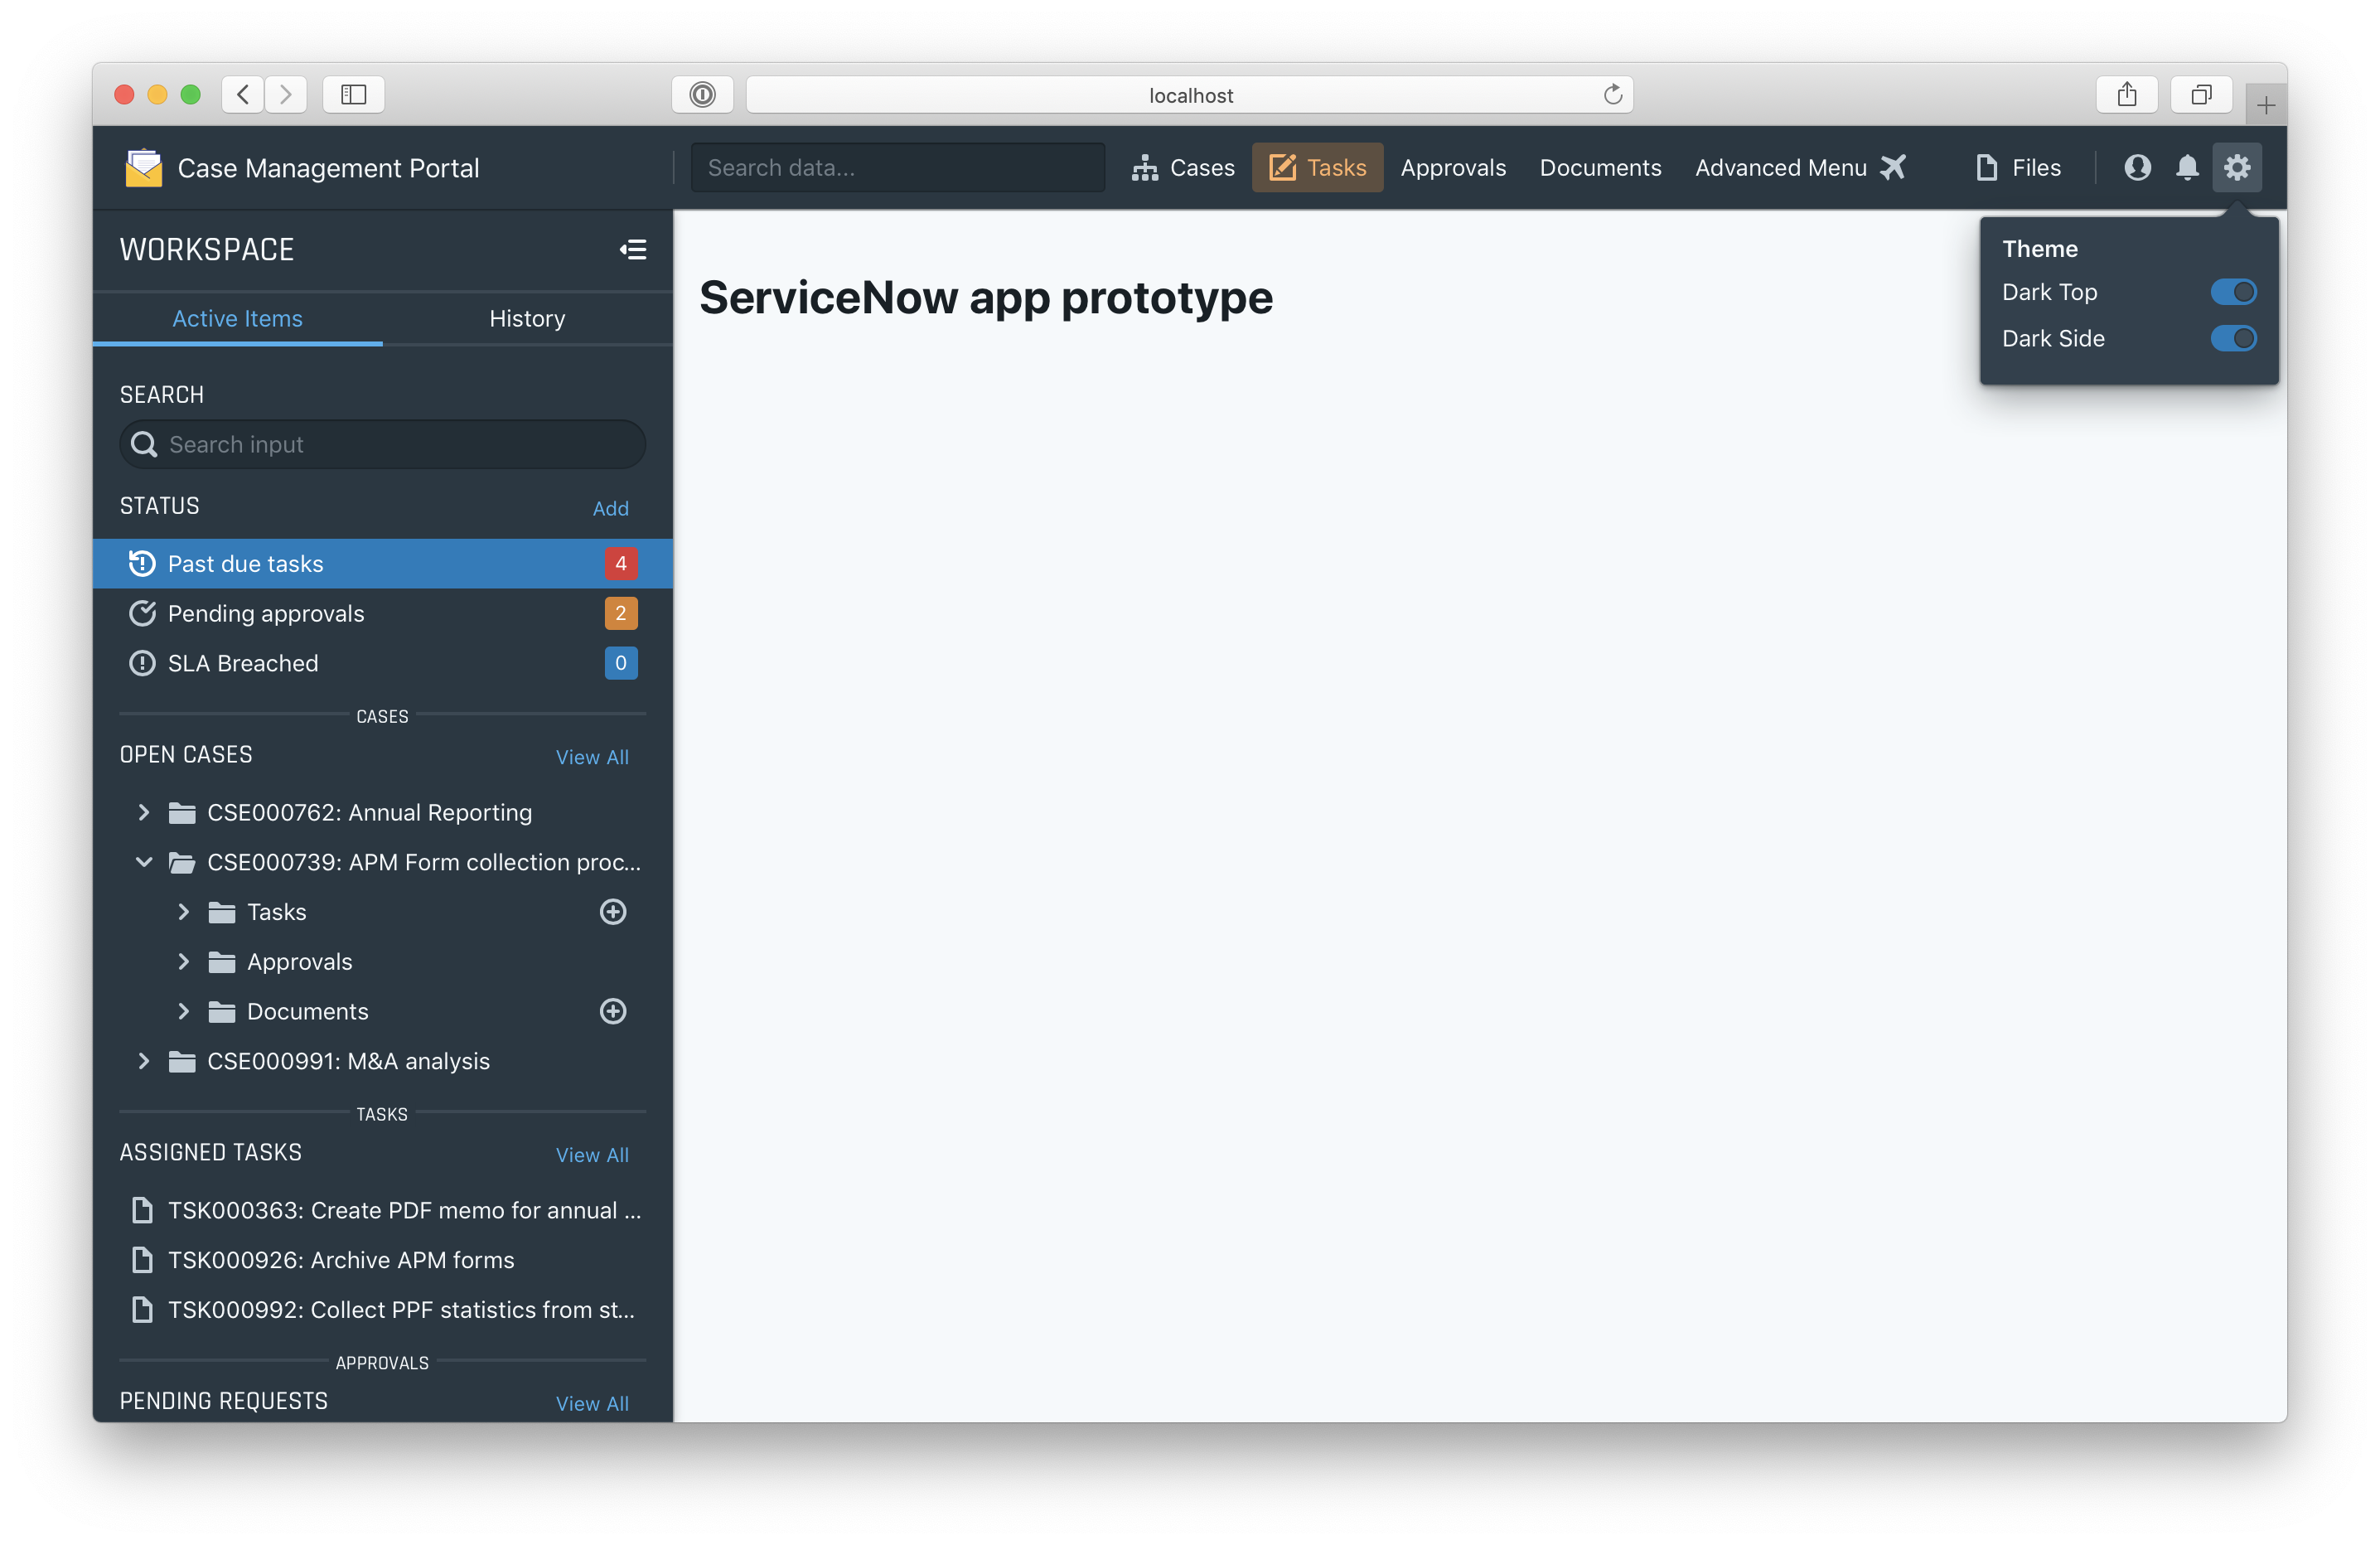 localhost
Case Management Portal
Search data...
Cases
Tasks
Approvals
Documents
Advanced Menu
Files
WORKSPACE
Active Items
History
SEARCH
Search input
STATUS
Add
Past due tasks
4
Pending approvals
2
SLA Breached
0
CASES
OPEN CASES
View All
CSE000762: Annual Reporting
CSE000739: APM Form collection proc...
Tasks
Approvals
Documents
CSE000991: M&A analysis
TASKS
ASSIGNED TASKS
View All
TSK000363: Create PDF memo for annual ...
TSK000926: Archive APM forms
TSK000992: Collect PPF statistics from st...
APPROVALS
PENDING REQUESTS
View All
ServiceNow app prototype
Theme
Dark Top
Dark Side